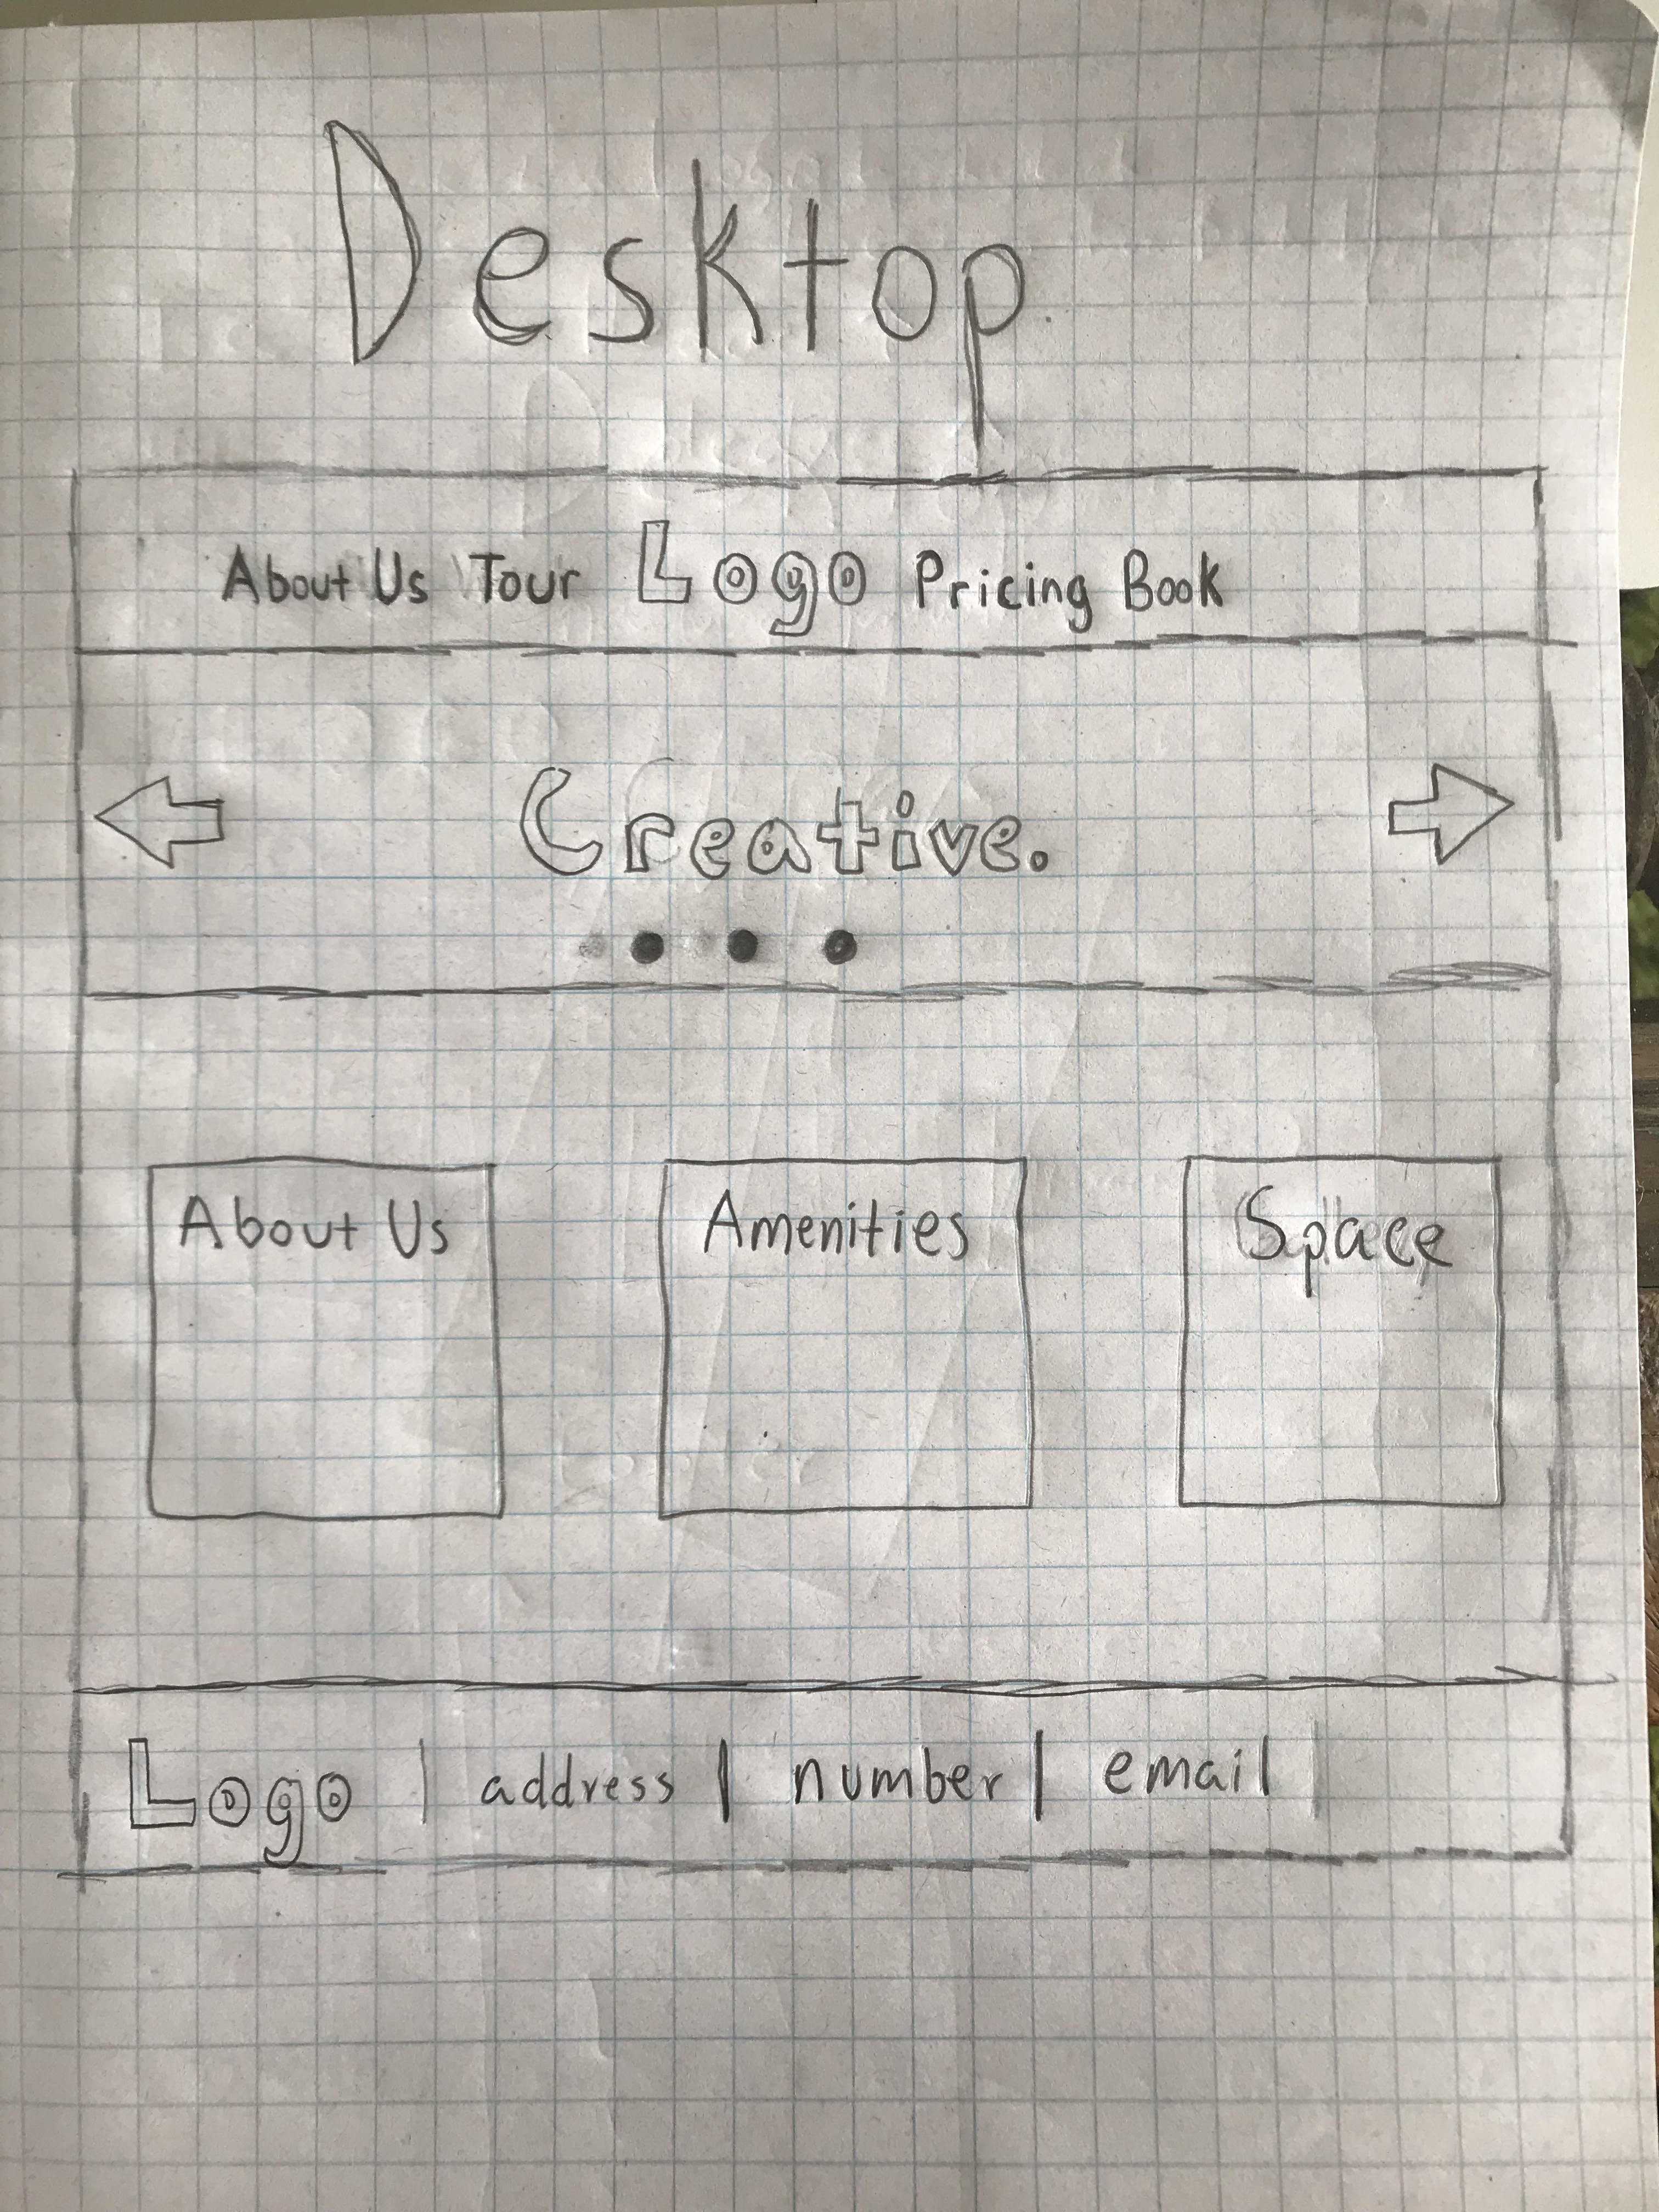 Desktop
About Us Tour Logo Pricing Book
Creative.
About Us Amenities Space
Logo | address | number | email |